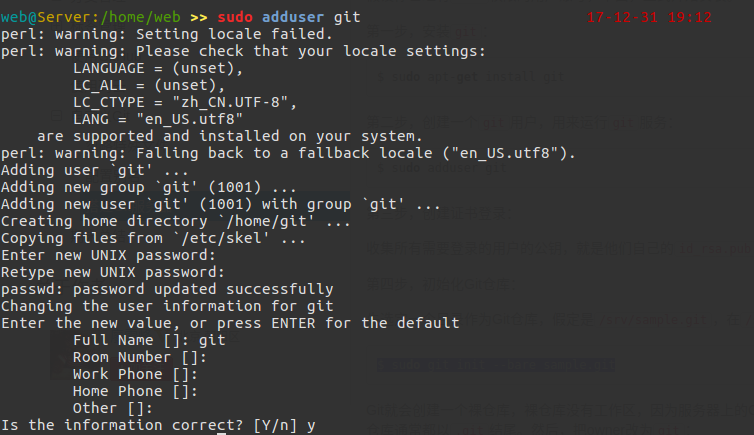 web@Server:/home/web >> sudo adduser git 17-12-31 19:12
perl: warning: Setting locale failed.
perl: warning: Please check that your locale settings:
        LANGUAGE = (unset),
        LC_ALL = (unset),
        LC_CTYPE = "zh_CN.UTF-8",
        LANG = "en_US.utf8"
    are supported and installed on your system.
perl: warning: Falling back to a fallback locale ("en_US.utf8").
Adding user `git' ...
Adding new group `git' (1001) ...
Adding new user `git' (1001) with group `git' ...
Creating home directory `/home/git' ...
Copying files from `/etc/skel' ...
Enter new UNIX password:
Retype new UNIX password:
passwd: password updated successfully
Changing the user information for git
Enter the new value, or press ENTER for the default
        Full Name []: git
        Room Number []:
        Work Phone []:
        Home Phone []:
        Other []:
Is the information correct? [Y/n] y